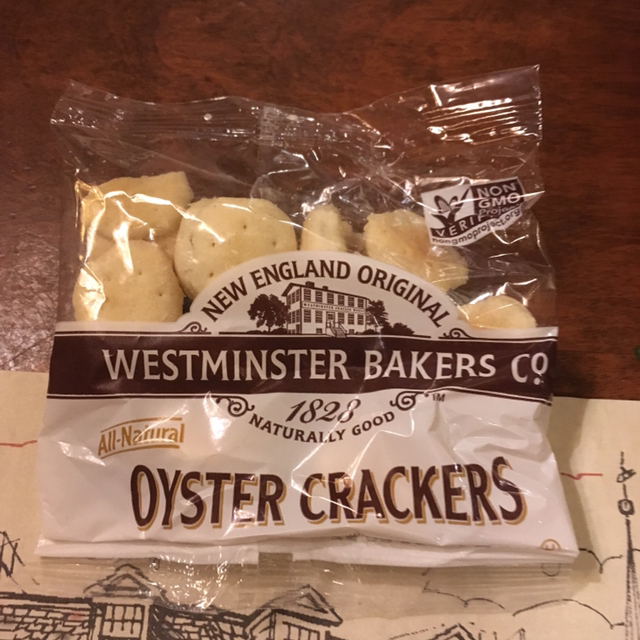 NON
GMO
Project
VERI
nongmoproject.org
NEW ENGLAND ORIGINAL
WESTMINSTER BAKERS CO.
1828
TM
NATURALLY GOOD
All-Natural
OYSTER CRACKERS